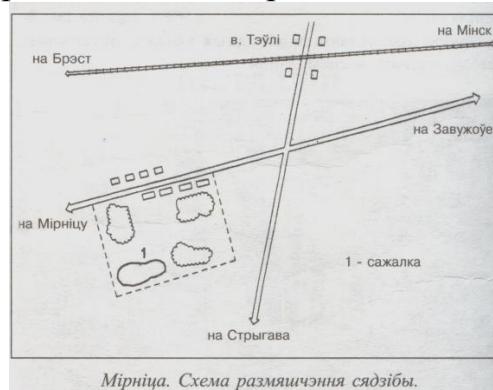 в. Тэўлі
на Мінск
на Брэст
на Завужоўе
на Мірніцу
1
1 - сажалка
на Стрыгава
Мірніца. Схема размяшчэння сядзібы.